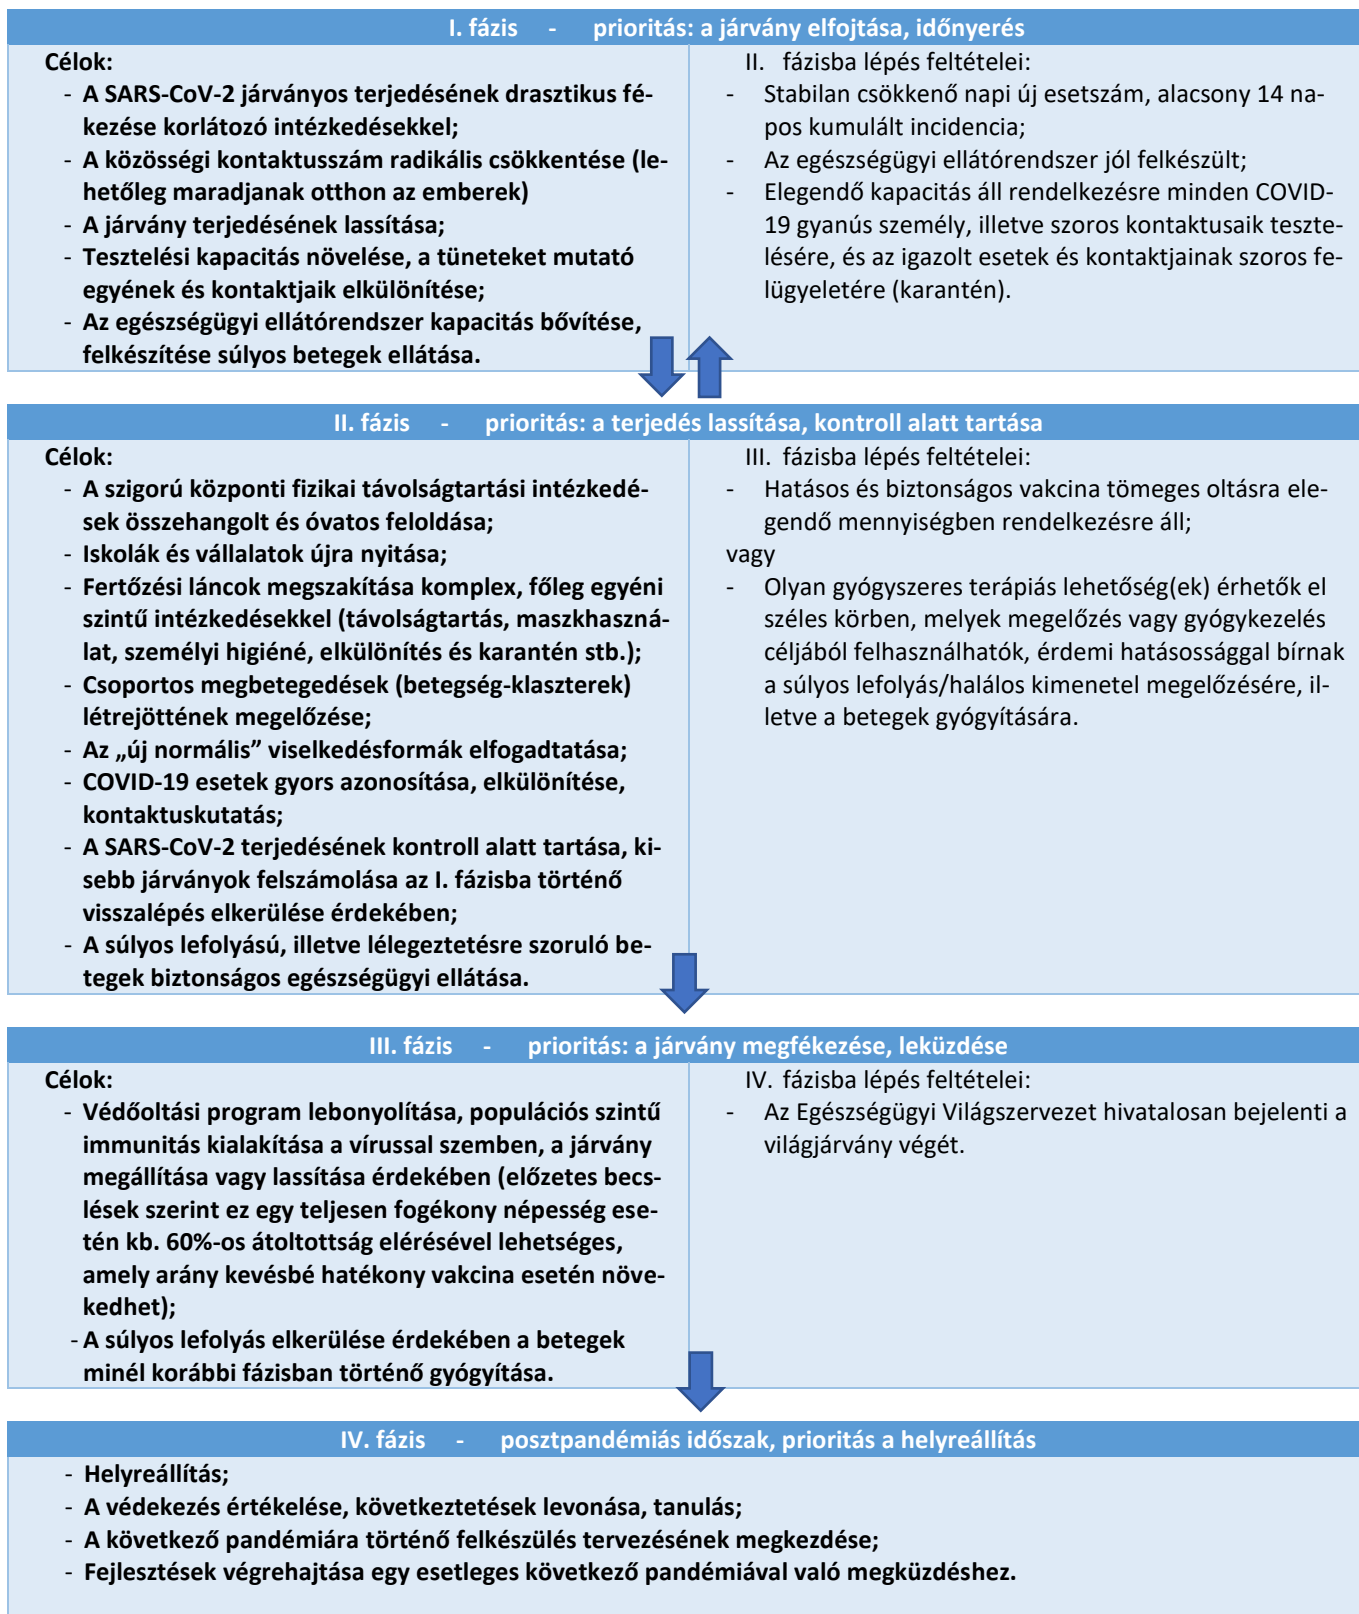 I. fázis - prioritás: a járvány elfojtása, időnyerés
Célok:
- A SARS-CoV-2 járványos terjedésének drasztikus fé-
kezése korlátozó intézkedésekkel;
- A közösségi kontaktusszám radikális csökkentése (le-
hetőleg maradjanak otthon az emberek)
- A járvány terjedésének lassítása;
- Tesztelési kapacitás növelése, a tüneteket mutató
egyének és kontaktjaik elkülönítése;
- Az egészségügyi ellátórendszer kapacitás bővítése,
felkészítése súlyos betegek ellátása.
II. fázisba lépés feltételei:
- Stabilan csökkenő napi új esetszám, alacsony 14 na-
pos kumulált incidencia;
- Az egészségügyi ellátórendszer jól felkészült;
- Elegendő kapacitás áll rendelkezésre minden COVID-
19 gyanús személy, illetve szoros kontaktusaik teszte-
lésére, és az igazolt esetek és kontaktjainak szoros fe-
lügyeletére (karantén).
II. fázis - prioritás: a terjedés lassítása, kontroll alatt tartása
Célok:
- A szigorú központi fizikai távolságtartási intézkedé-
sek összehangolt és óvatos feloldása;
- Iskolák és vállalatok újra nyitása;
- Fertőzési láncok megszakítása komplex, főleg egyéni
szintű intézkedésekkel (távolságtartás, maszkhaszná-
lat, személyi higiéné, elkülönítés és karantén stb.);
- Csoportos megbetegedések (betegség-klaszterek)
létrejöttének megelőzése;
- Az „új normális” viselkedésformák elfogadtatása;
- COVID-19 esetek gyors azonosítása, elkülönítése,
kontaktuskutatás;
- A SARS-CoV-2 terjedésének kontroll alatt tartása, ki-
sebb járványok felszámolása az I. fázisba történő
visszalépés elkerülése érdekében;
- A súlyos lefolyású, illetve lélegeztetésre szoruló be-
tegek biztonságos egészségügyi ellátása.
III. fázisba lépés feltételei:
- Hatásos és biztonságos vakcina tömeges oltásra ele-
gendő mennyiségben rendelkezésre áll;
vagy
- Olyan gyógyszeres terápiás lehetőség(ek) érhetők el
széles körben, melyek megelőzés vagy gyógykezelés
céljából felhasználhatók, érdemi hatásossággal bírnak
a súlyos lefolyás/halálos kimenetel megelőzésére, il-
letve a betegek gyógyítására.
III. fázis - prioritás: a járvány megfékezése, leküzdése
Célok:
- Védőoltási program lebonyolítása, populációs szintű
immunitás kialakítása a vírussal szemben, a járvány
megállítása vagy lassítása érdekében (előzetes becs-
lések szerint ez egy teljesen fogékony népesség ese-
tén kb. 60%-os átoltottság elérésével lehetséges,
amely arány kevésbé hatékony vakcina esetén növe-
kedhet);
- A súlyos lefolyás elkerülése érdekében a betegek
minél korábbi fázisban történő gyógyítása.
IV. fázisba lépés feltételei:
- Az Egészségügyi Világszervezet hivatalosan bejelenti a
világjárvány végét.
IV. fázis - posztpandémiás időszak, prioritás a helyreállítás
- Helyreállítás;
- A védekezés értékelése, következtetések levonása, tanulás;
- A következő pandémiára történő felkészülés tervezésének megkezdése;
- Fejlesztések végrehajtása egy esetleges következő pandémiával való megküzdéshez.